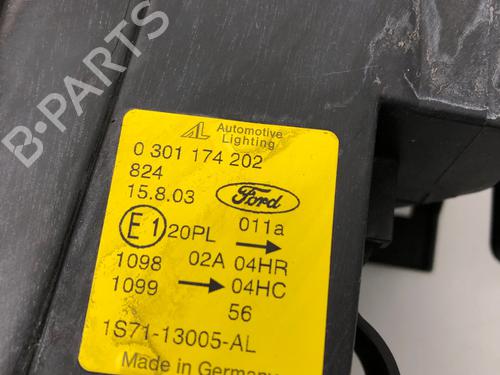 B-PARTS
AL Automotive
Lighting
0 301 174 202
824
15.8.03 Ford
E1 20PL 011a →
1098 02A 04HR
1099 → 04HC
56
1S71-13005-AL
Made in Germany